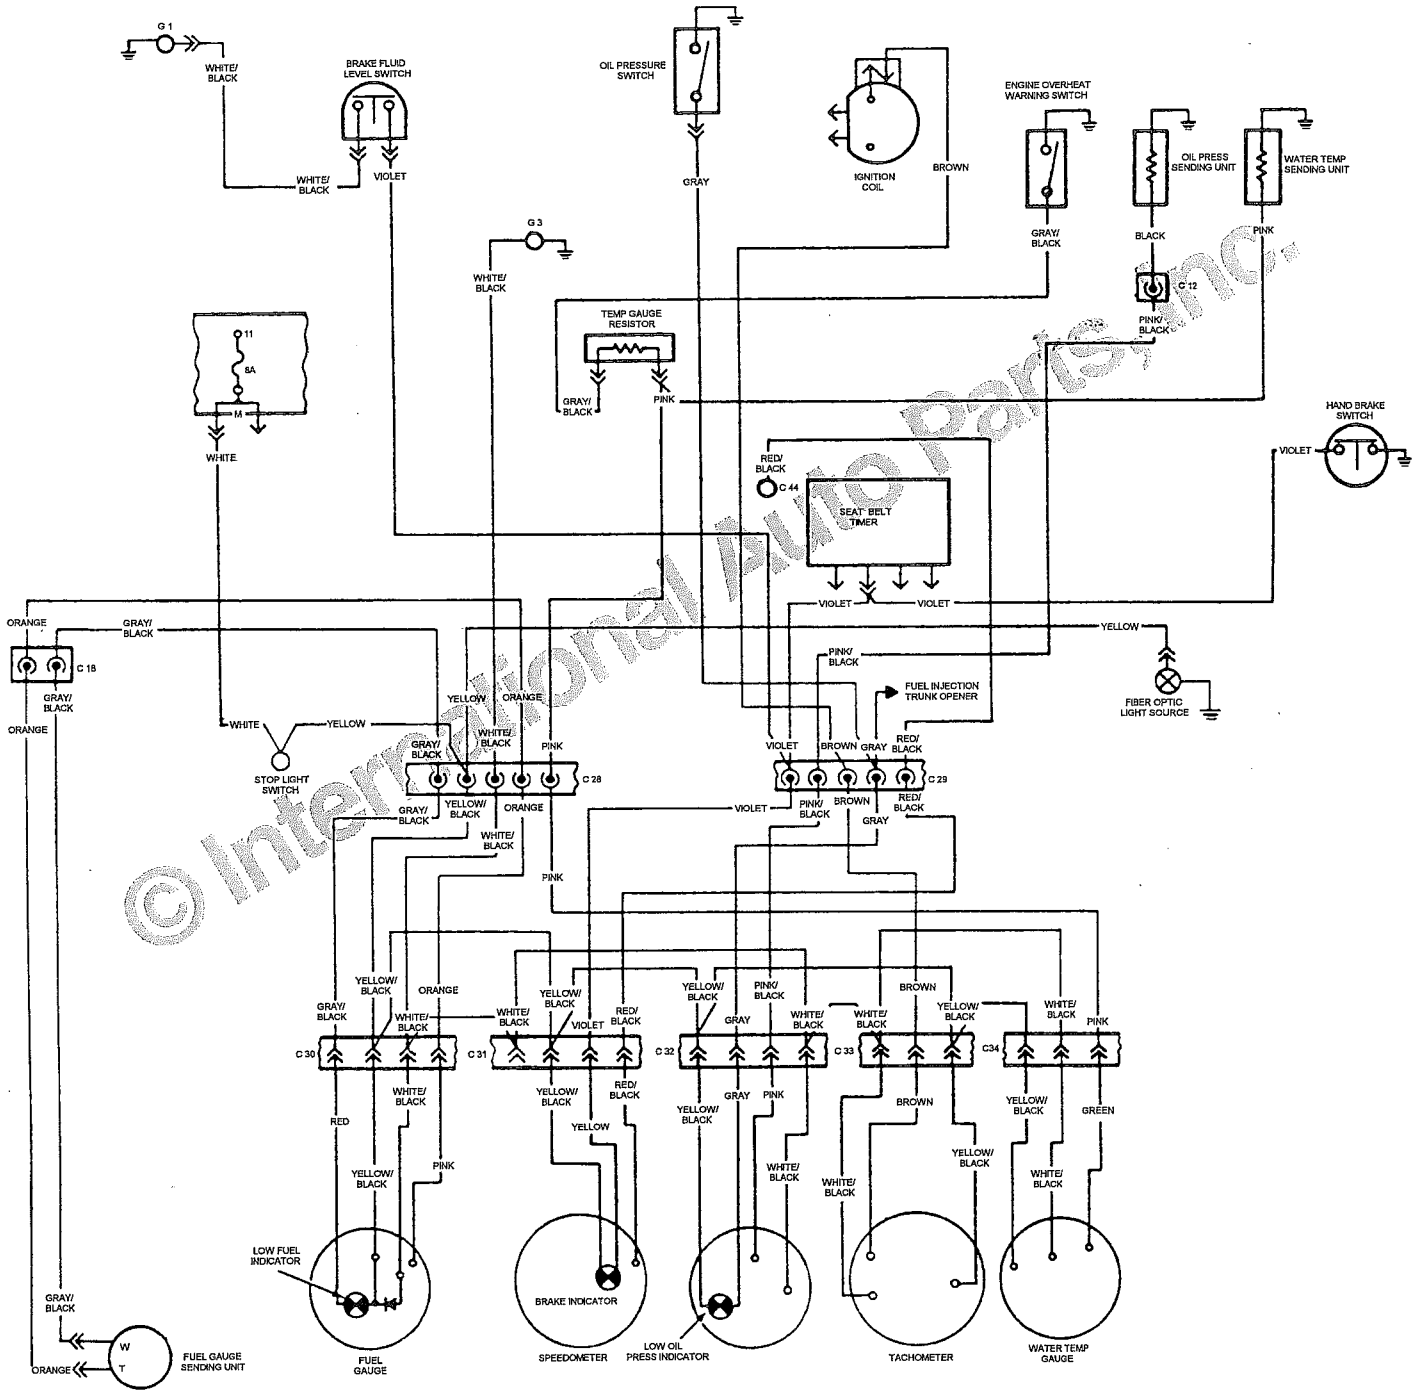 G 1
WHITE/
BLACK
BRAKE FLUID
LEVEL SWITCH
OIL PRESSURE
SWITCH
ENGINE OVERHEAT
WARNING SWITCH
OIL PRESS
SENDING UNIT
WATER TEMP
SENDING UNIT
IGNITION
COIL
BROWN
WHITE/
BLACK
VIOLET
GRAY
G 3
GRAY/
BLACK
BLACK
PINK
WHITE/
BLACK
C 12
PINK/
BLACK
TEMP GAUGE
RESISTOR
11
8A
M
GRAY/
BLACK
PINK
WHITE
HAND BRAKE
SWITCH
VIOLET
RED/
BLACK
C 44
SEAT BELT
TIMER
VIOLET
VIOLET
ORANGE
GRAY/
BLACK
YELLOW
C 18
PINK/
BLACK
GRAY/
BLACK
ORANGE
FUEL INJECTION
TRUNK OPENER
FIBER OPTIC
LIGHT SOURCE
YELLOW
ORANGE
WHITE
YELLOW
WHITE/
BLACK
GRAY/
BLACK
PINK
VIOLET
BROWN
GRAY
RED/
BLACK
STOP LIGHT
SWITCH
C 28
C 29
GRAY/
BLACK
YELLOW/
BLACK
ORANGE
WHITE/
BLACK
VIOLET
PINK/
BLACK
BROWN
GRAY
RED/
BLACK
PINK
GRAY/
BLACK
YELLOW/
BLACK
WHITE/
BLACK
ORANGE
WHITE/
BLACK
YELLOW/
BLACK
VIOLET
RED/
BLACK
YELLOW/
BLACK
GRAY
PINK/
BLACK
WHITE/
BLACK
WHITE/
BLACK
BROWN
YELLOW/
BLACK
WHITE/
BLACK
PINK
C 30
C 31
C 32
C 33
C34
RED
YELLOW/
BLACK
WHITE/
BLACK
PINK
YELLOW/
BLACK
YELLOW
RED/
BLACK
YELLOW/
BLACK
GRAY
PINK
WHITE/
BLACK
WHITE/
BLACK
BROWN
YELLOW/
BLACK
YELLOW/
BLACK
WHITE/
BLACK
GREEN
LOW FUEL
INDICATOR
BRAKE INDICATOR
GRAY/
BLACK
ORANGE
W
T
FUEL GAUGE
SENDING UNIT
FUEL
GAUGE
SPEEDOMETER
LOW OIL
PRESS INDICATOR
TACHOMETER
WATER TEMP
GAUGE
© International Auto Parts, Inc.